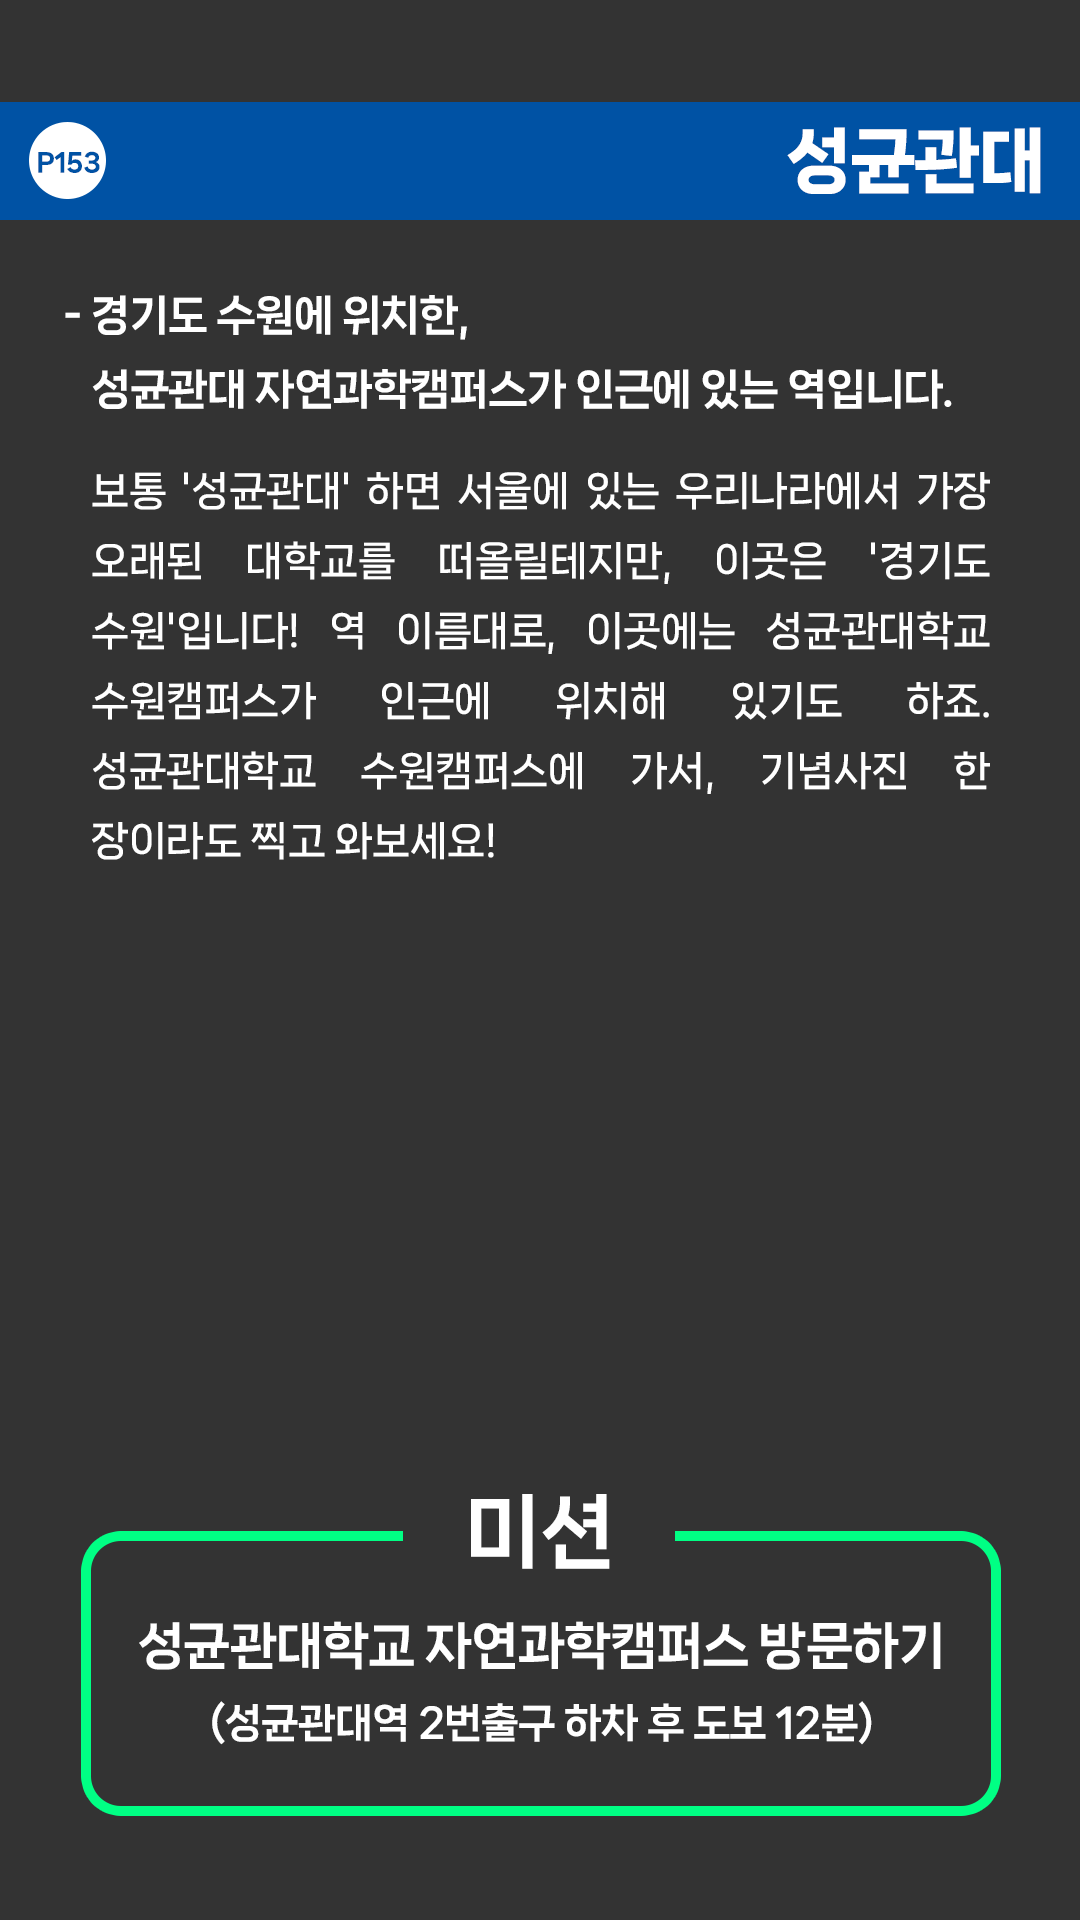 P153
성균관대
- 경기도 수원에 위치한,
성균관대 자연과학캠퍼스가 인근에 있는 역입니다.
보통 '성균관대' 하면 서울에 있는 우리나라에서 가장
오래된 대학교를 떠올릴테지만, 이곳은 '경기도
수원'입니다! 역 이름대로, 이곳에는 성균관대학교
수원캠퍼스가 인근에 위치해 있기도 하죠.
성균관대학교 수원캠퍼스에 가서, 기념사진 한
장이라도 찍고 와보세요!
미션
성균관대학교 자연과학캠퍼스 방문하기
(성균관대역 2번출구 하차 후 도보 12분)